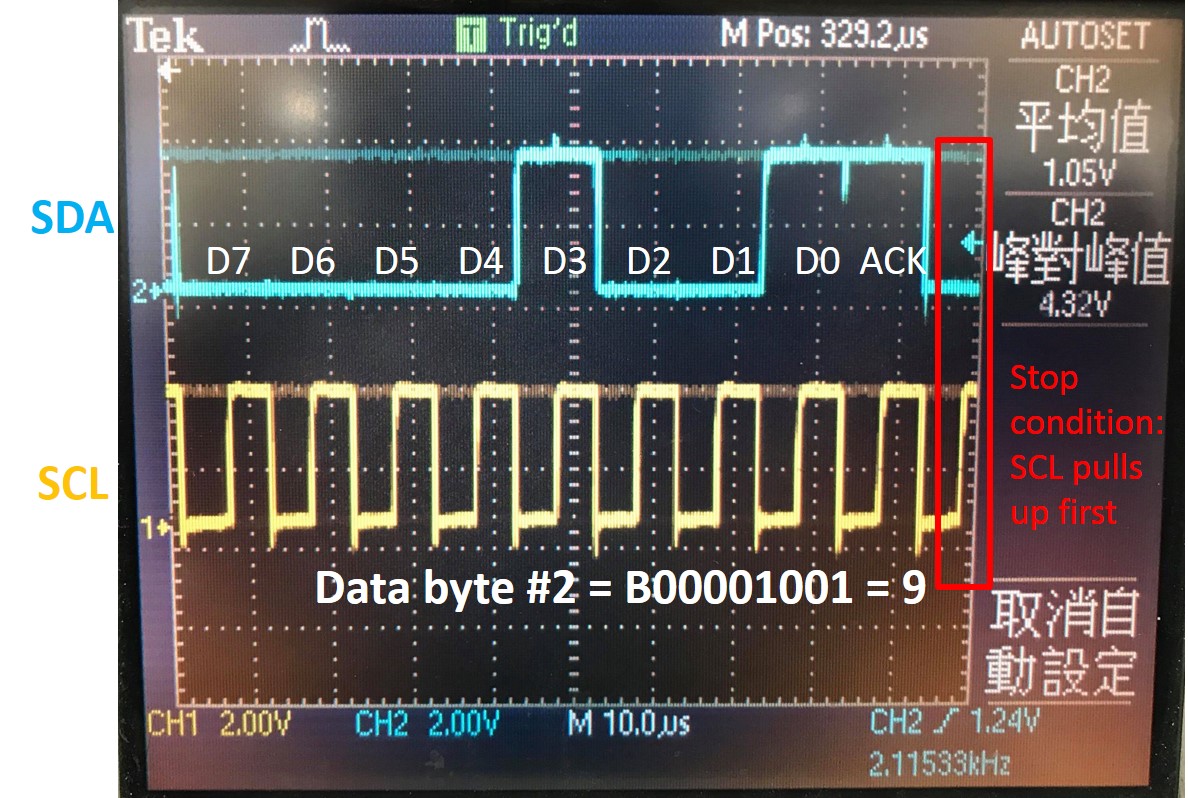 Tek
T Trig'd
M Pos: 329.2µs
AUTOSET
CH2
平均值
1.05V
CH2
峰對峰值
4.32V
SDA
D7 D6 D5 D4 D3 D2 D1 D0 ACK
2
Stop
condition:
SCL pulls
up first
SCL
1
Data byte #2 = B00001001 = 9
取消自
動設定
CH1 2.00V
CH2 2.00V
M 10.0µs
CH2 / 1.24V
2.11533kHz